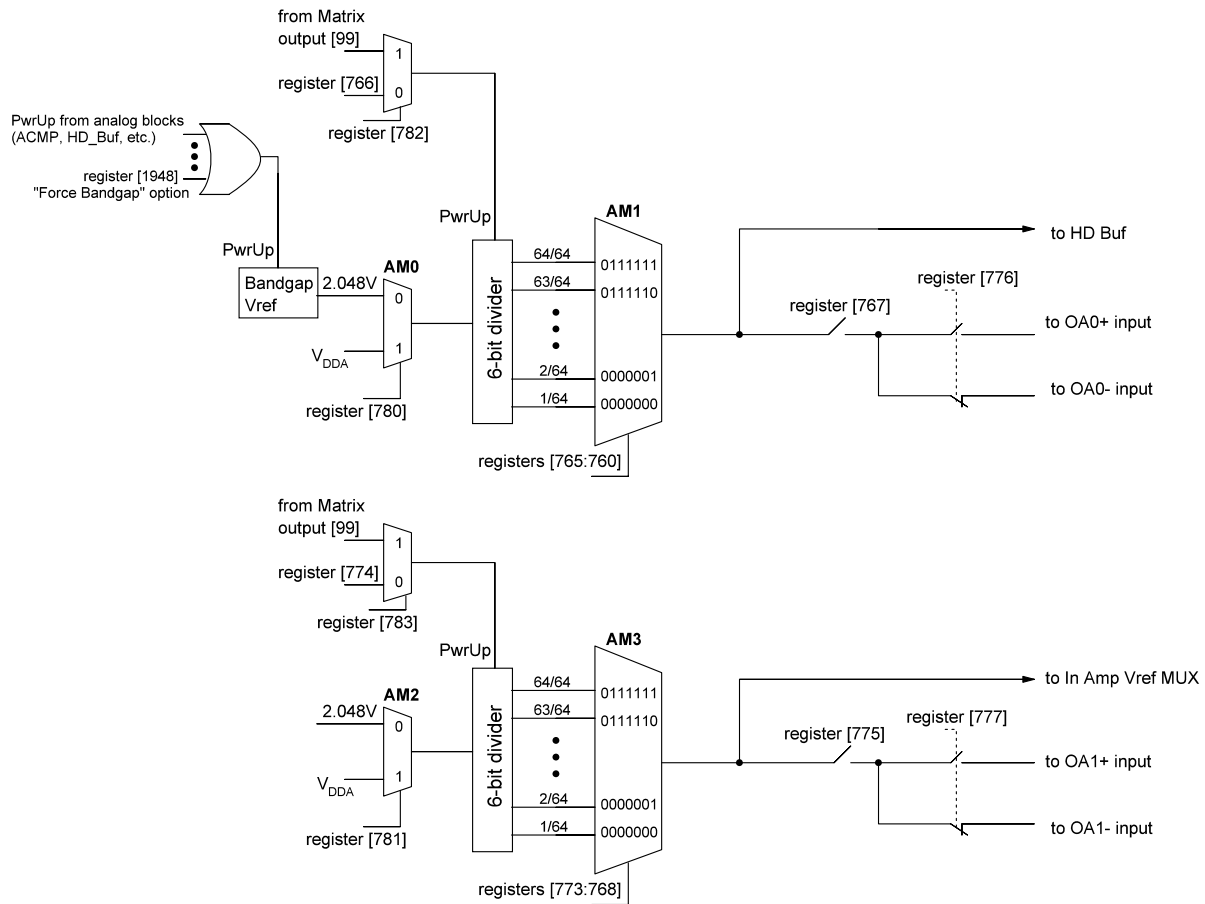 from Matrix
output [99]
1
register [766]
0
register [782]
PwrUp from analog blocks
(ACMP, HD_Buf, etc.)
register [1948]
"Force Bandgap" option
PwrUp
Bandgap
Vref
2.048V
AM0
0
1
VDDA
register [780]
PwrUp
6-bit divider
AM1
64/64
0111111
63/64
0111110
2/64
0000001
1/64
0000000
registers [765:760]
to HD Buf
register [767]
register [776]
to OA0+ input
to OA0- input
from Matrix
output [99]
1
register [774]
0
register [783]
PwrUp
AM2
2.048V
0
1
VDDA
register [781]
6-bit divider
AM3
64/64
0111111
63/64
0111110
2/64
0000001
1/64
0000000
registers [773:768]
to In Amp Vref MUX
register [775]
register [777]
to OA1+ input
to OA1- input